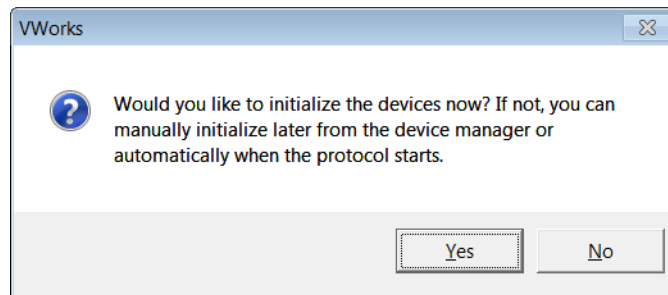 VWorks
Would you like to initialize the devices now? If not, you can
manually initialize later from the device manager or
automatically when the protocol starts.
Yes
No